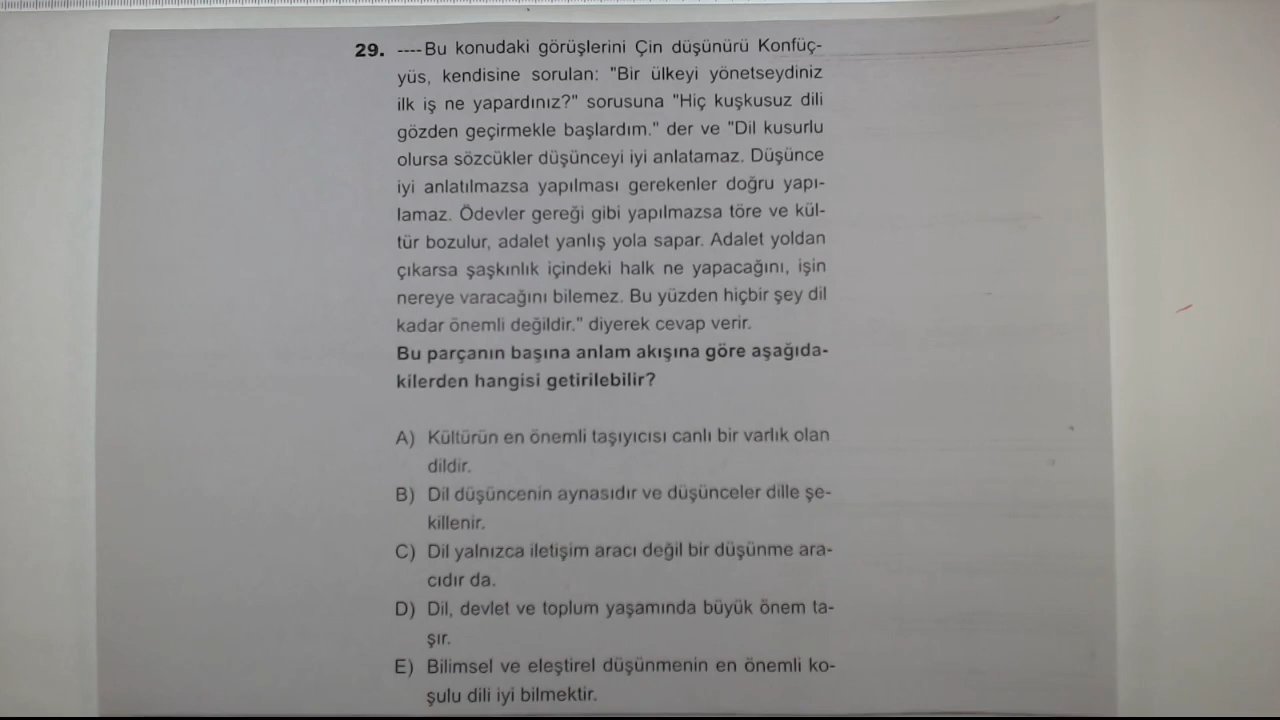 29. ----Bu konudaki görüşlerini Çin düşünürü Konfüç-
yüs, kendisine sorulan: "Bir ülkeyi yönetseydiniz
ilk iş ne yapardınız?" sorusuna "Hiç kuşkusuz dili
gözden geçirmekle başlardım." der ve "Dil kusurlu
olursa sözcükler düşünceyi iyi anlatamaz. Düşünce
iyi anlatılmazsa yapılması gerekenler doğru yapı-
lamaz. Ödevler gereği gibi yapılmazsa töre ve kül-
tür bozulur, adalet yanlış yola sapar. Adalet yoldan
çıkarsa şaşkınlık içindeki halk ne yapacağını, işin
nereye varacağını bilemez. Bu yüzden hiçbir şey dil
kadar önemli değildir." diyerek cevap verir.
Bu parçanın başına anlam akışına göre aşağıda-
kilerden hangisi getirilebilir?
A) Kültürün en önemli taşıyıcısı canlı bir varlık olan
dildir.
B) Dil düşüncenin aynasıdır ve düşünceler dille şe-
killenir.
C) Dil yalnızca iletişim aracı değil bir düşünme ara-
cıdır da.
D) Dil, devlet ve toplum yaşamında büyük önem ta-
şır.
E) Bilimsel ve eleştirel düşünmenin en önemli ko-
şulu dili iyi bilmektir.